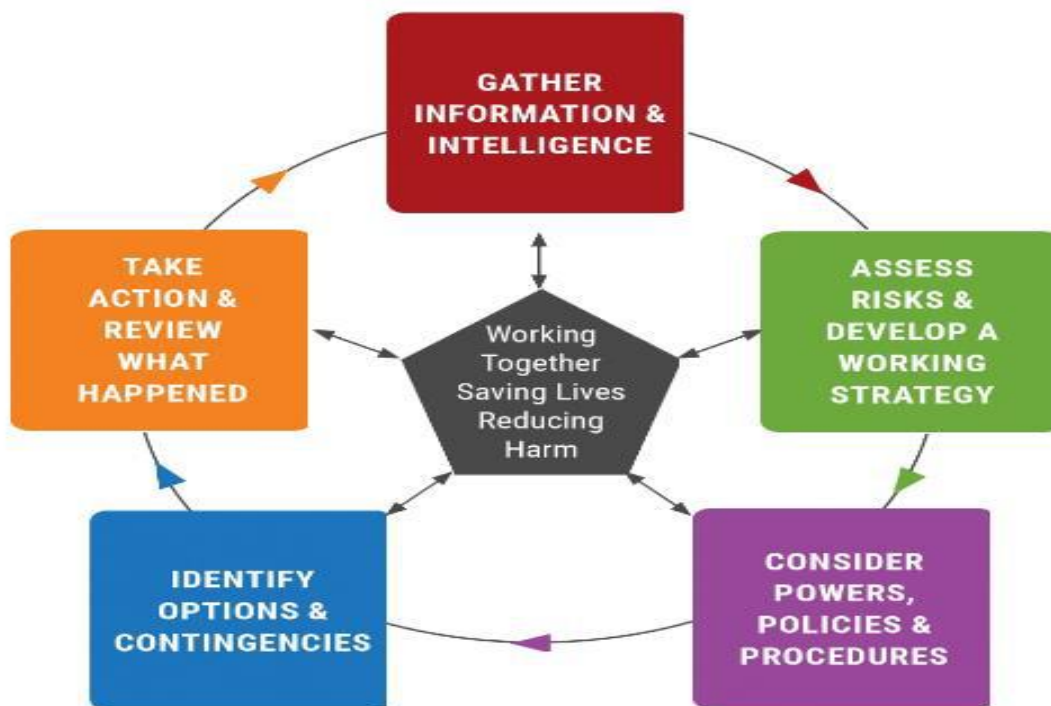 GATHER
INFORMATION &
INTELLIGENCE
ASSESS
RISKS &
DEVELOP A
WORKING
STRATEGY
CONSIDER
POWERS,
POLICIES &
PROCEDURES
IDENTIFY
OPTIONS &
CONTINGENCIES
TAKE
ACTION &
REVIEW
WHAT
HAPPENED
Working
Together
Saving Lives
Reducing
Harm